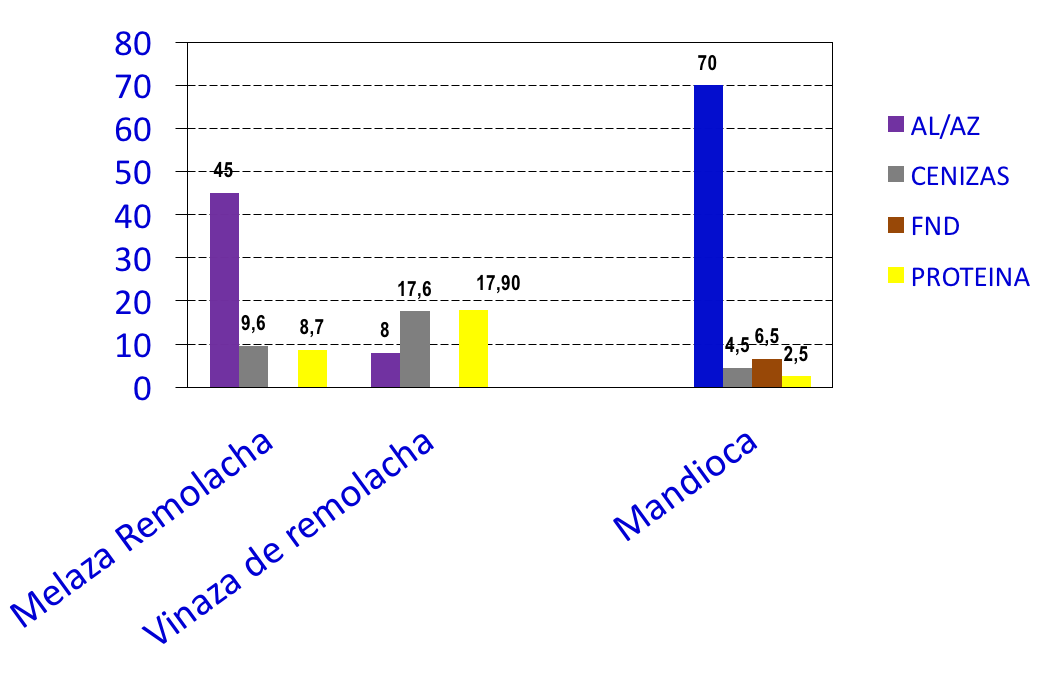 80
70
60
50
40
30
20
10
0
45
9,6
8,7
8
17,6
17,90
70
4,5
6,5
2,5
Melaza Remolacha
Vinaza de remolacha
Mandioca
AL/AZ
CENIZAS
FND
PROTEINA